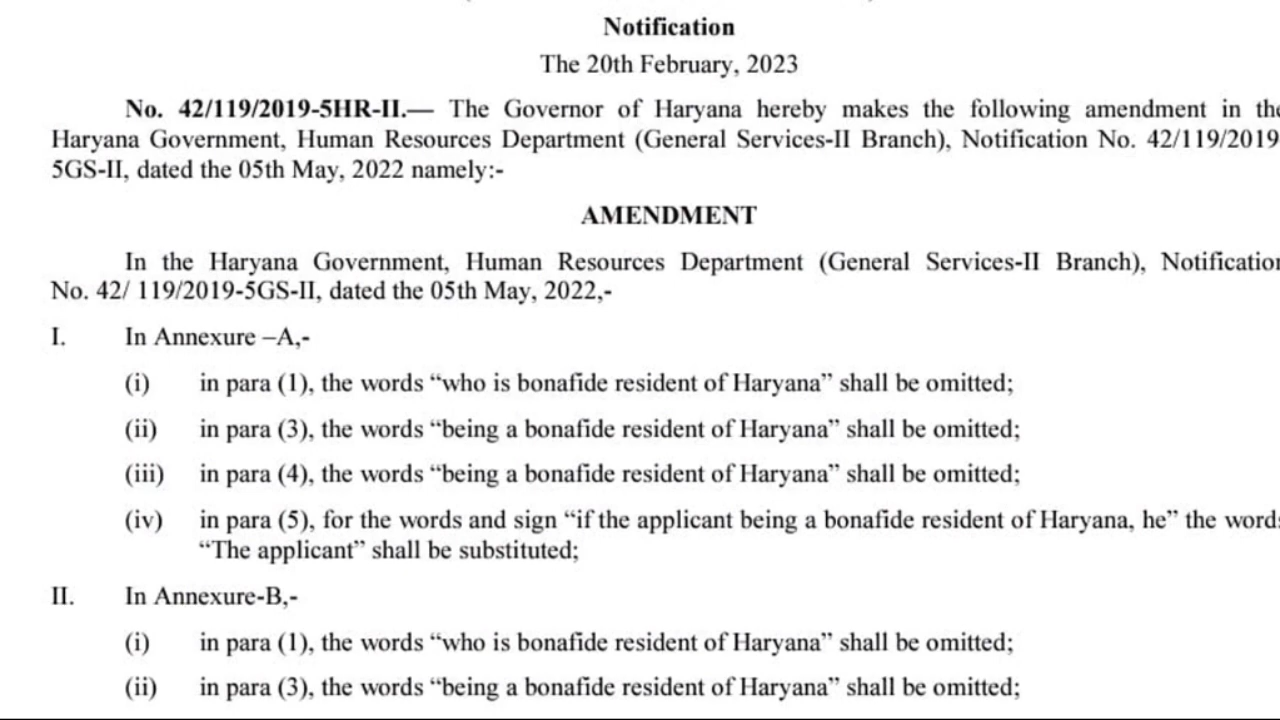 Notification
The 20th February, 2023
No. 42/119/2019-5HR-II.— The Governor of Haryana hereby makes the following amendment in the
Haryana Government, Human Resources Department (General Services-II Branch), Notification No. 42/119/2019-
5GS-II, dated the 05th May, 2022 namely:-
AMENDMENT
In the Haryana Government, Human Resources Department (General Services-II Branch), Notification
No. 42/ 119/2019-5GS-II, dated the 05th May, 2022,-
I. In Annexure –A,-
(i) in para (1), the words “who is bonafide resident of Haryana” shall be omitted;
(ii) in para (3), the words “being a bonafide resident of Haryana” shall be omitted;
(iii) in para (4), the words “being a bonafide resident of Haryana” shall be omitted;
(iv) in para (5), for the words and sign “if the applicant being a bonafide resident of Haryana, he” the words
“The applicant” shall be substituted;
II. In Annexure-B,-
(i) in para (1), the words “who is bonafide resident of Haryana” shall be omitted;
(ii) in para (3), the words “being a bonafide resident of Haryana” shall be omitted;